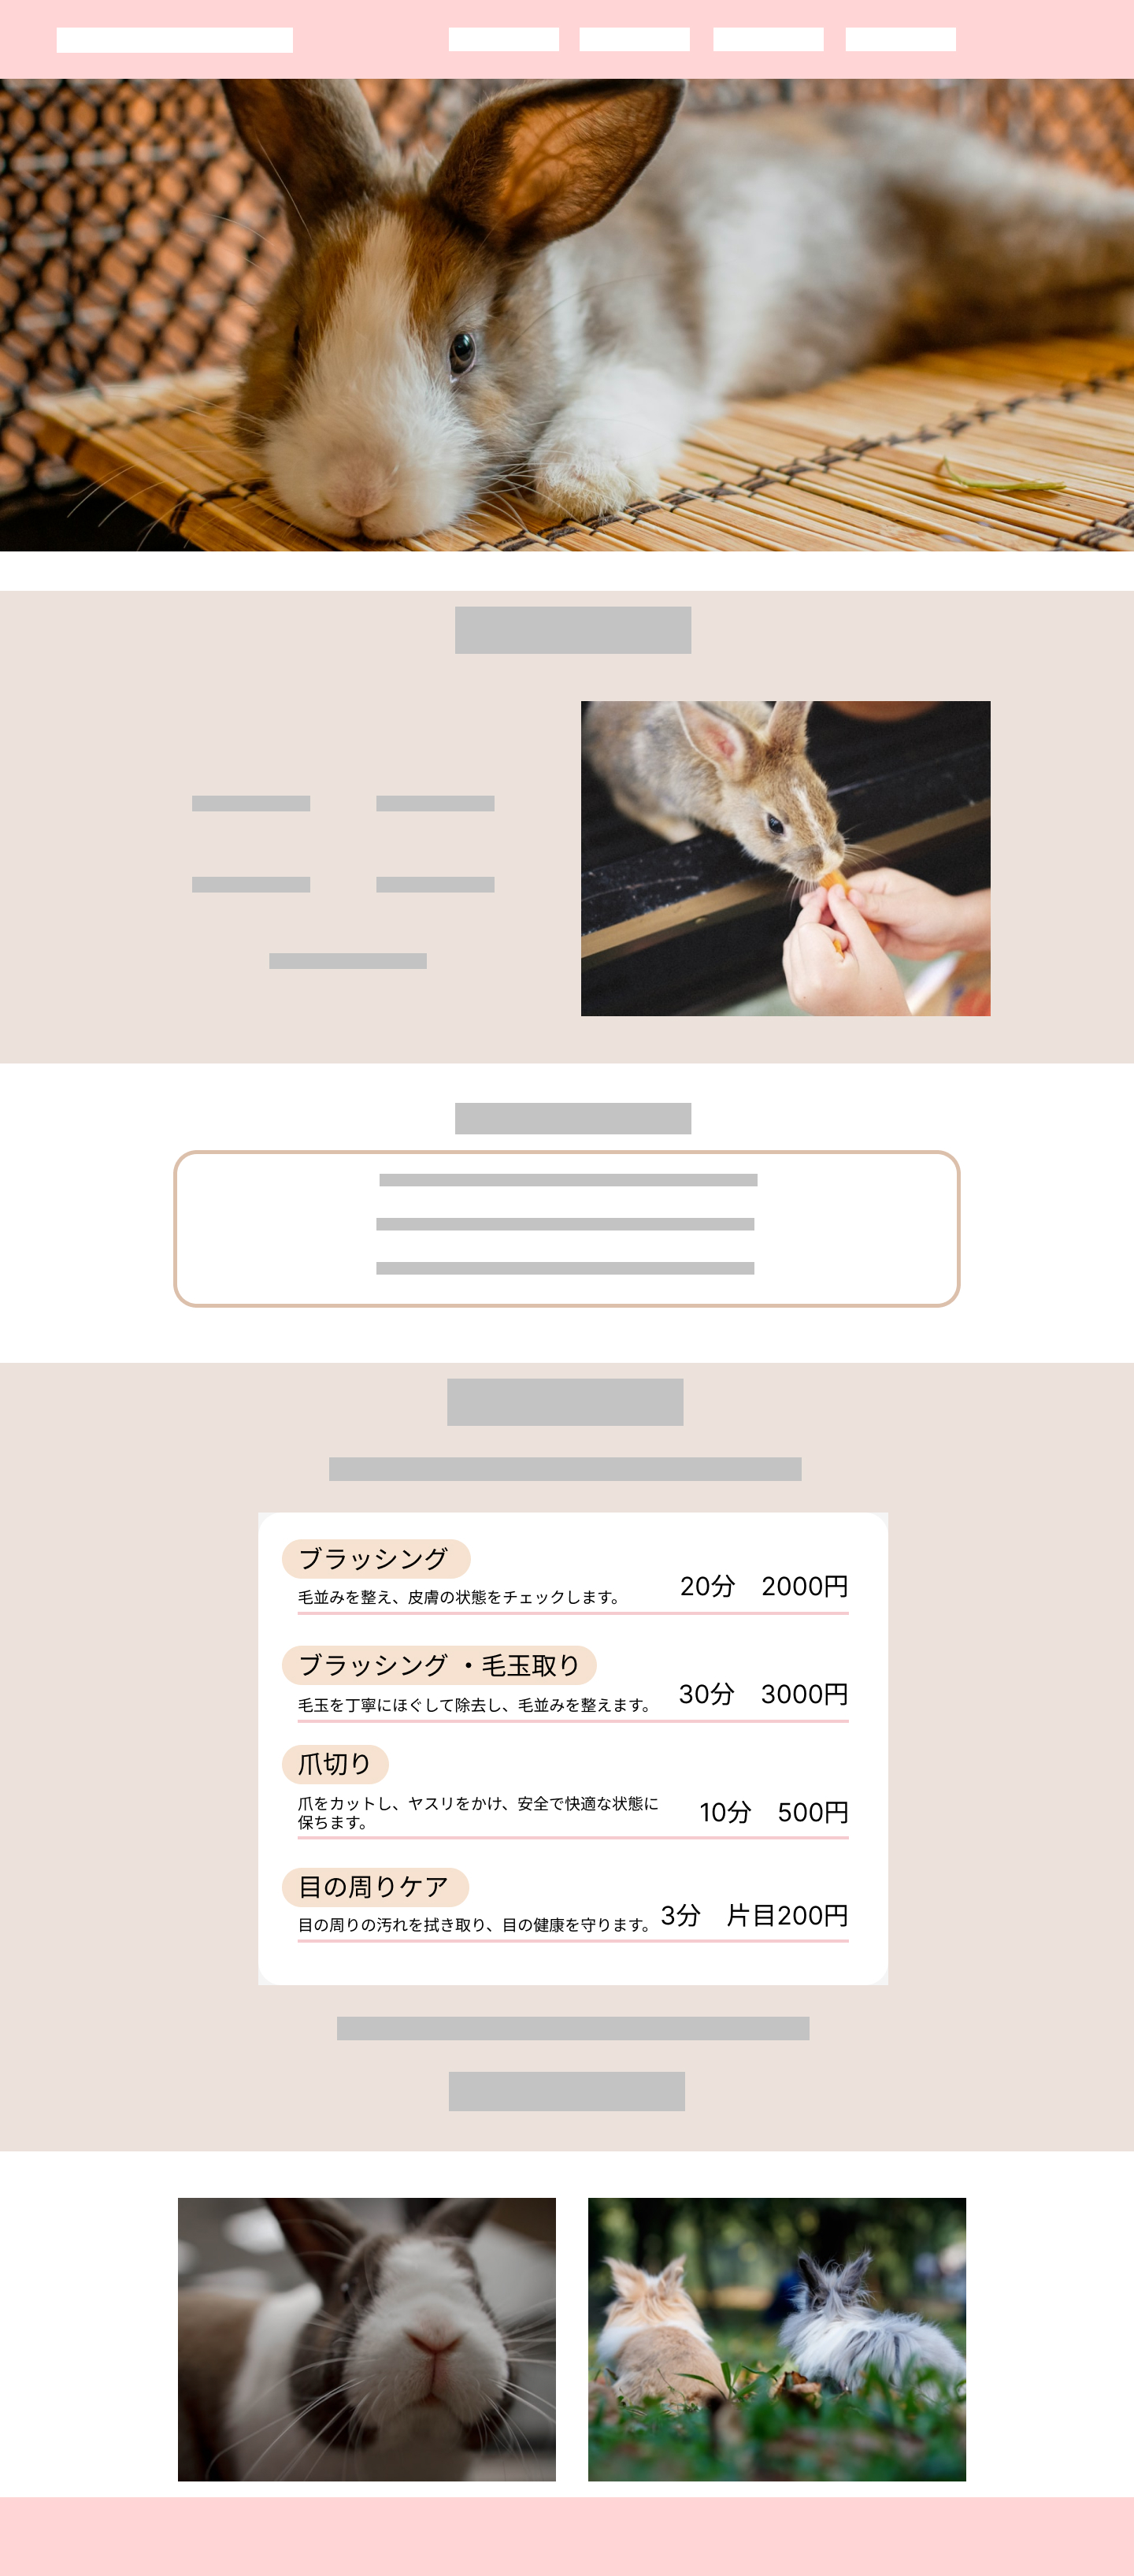 ブラッシング
毛並みを整え、皮膚の状態をチェックします。
20分　2000円
ブラッシング ・毛玉取り
毛玉を丁寧にほぐして除去し、毛並みを整えます。
30分　3000円
爪切り
爪をカットし、ヤスリをかけ、安全で快適な状態に
保ちます。
10分　500円
目の周りケア
目の周りの汚れを拭き取り、目の健康を守ります。
3分　片目200円